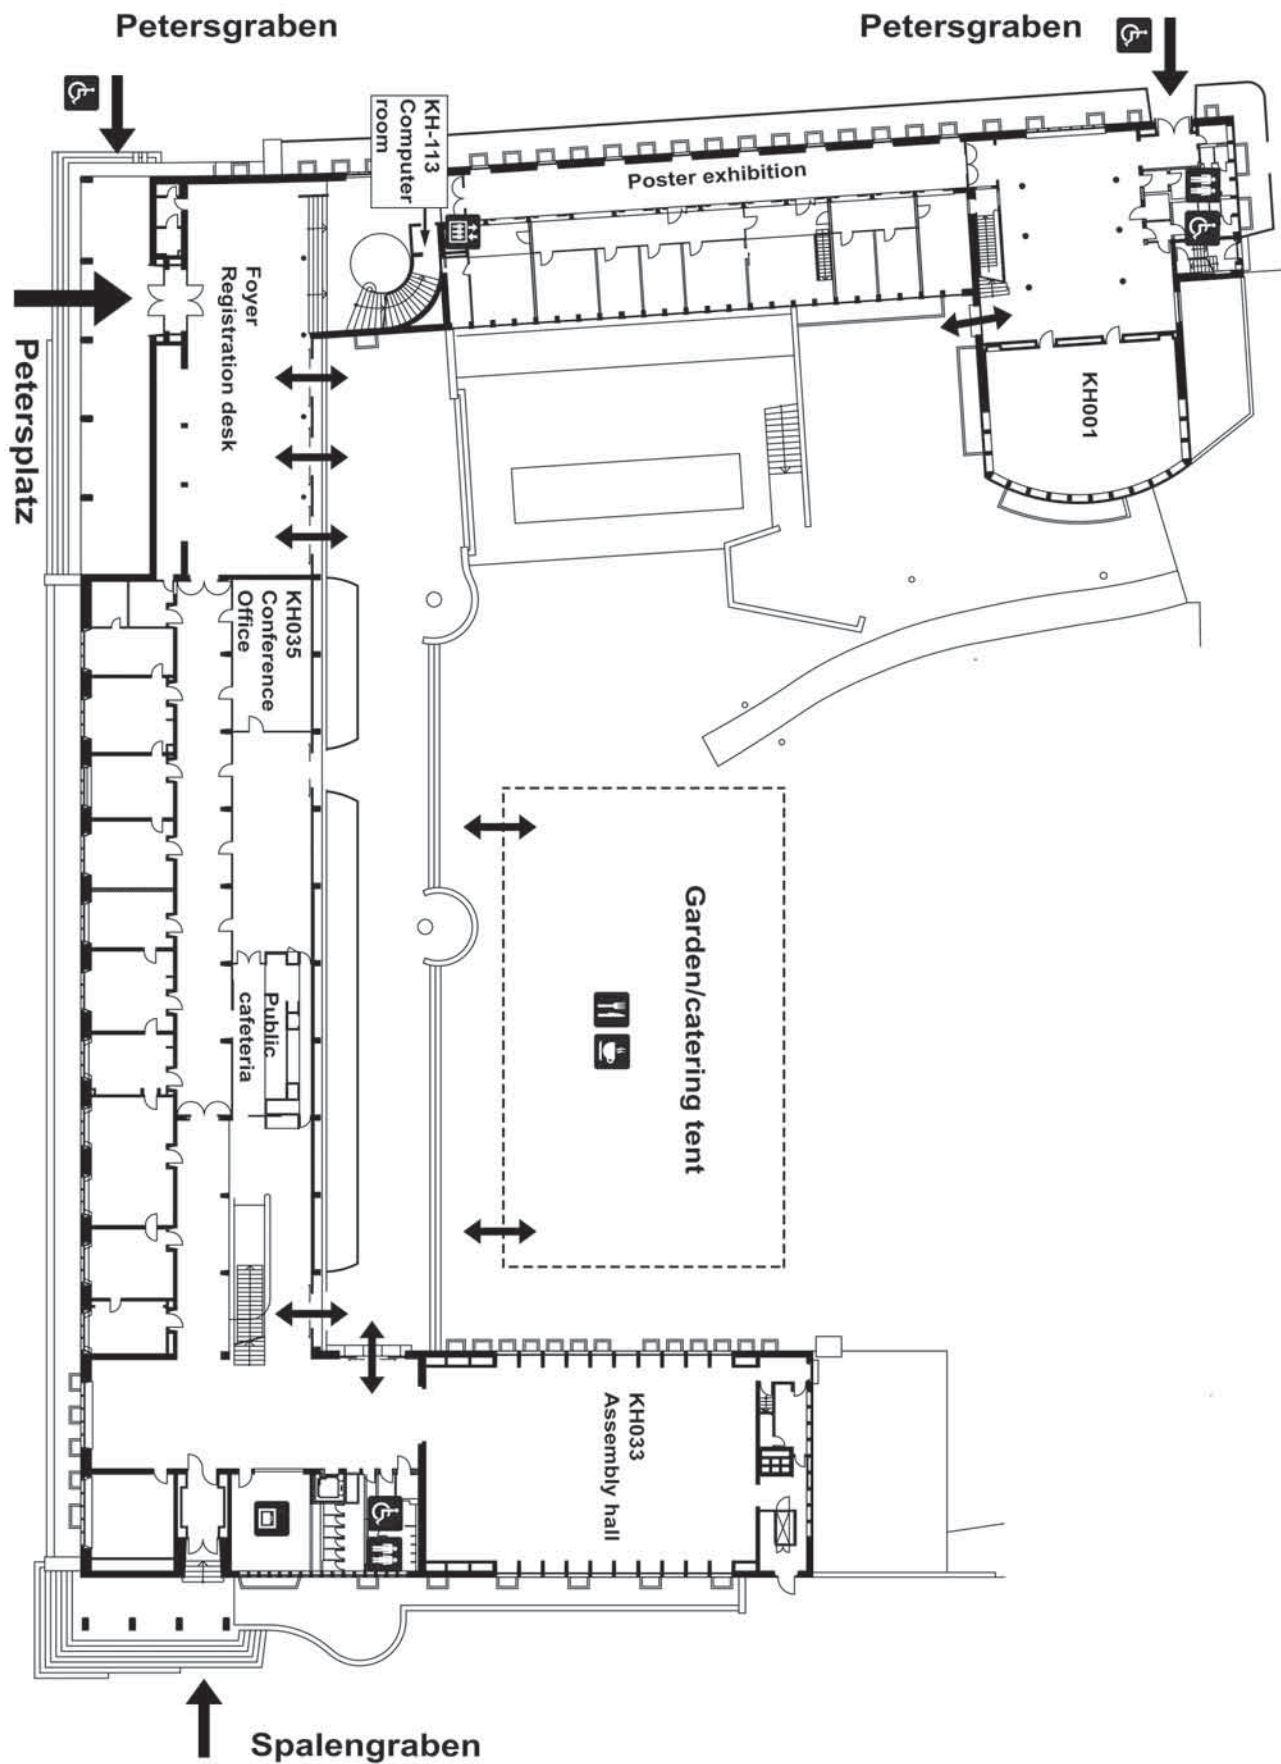 Petersgraben
Petersgraben
KH-113
Computer
room
Poster exhibition
Foyer
Registration desk
Petersplatz
KH001
KH035
Conference
Office
Public
cafeteria
Garden/catering tent
KH033
Assembly hall
Spalengraben